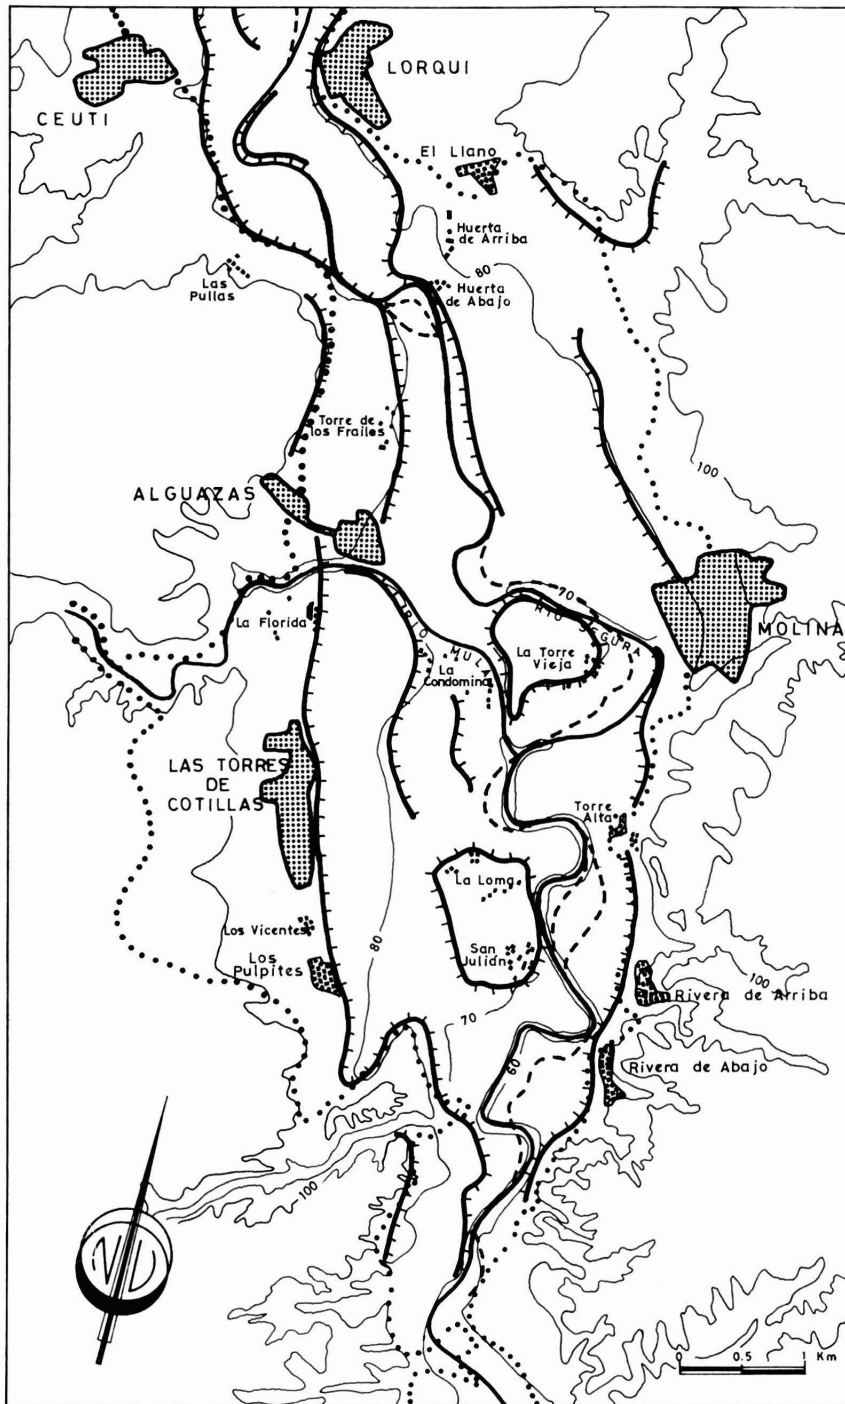 LORQUI
CEUTI
El Llano
Huerta
de Arriba
80
Las
Pullas
Huerta
de Abajo
Torre de
los Frailes
100
ALGUAZAS
70
La Florida
RIO MULA
RIO SEGURA
La Torre
Vieja
MOLINA
La
Condomina
LAS TORRES
DE
COTILLAS
Torre
Alta
La Loma
Los Vicentes
80
San
Julián
Los
Pulpites
100
Rivera de Arriba
70
60
Rivera de Abajo
100
N
0 0.5 1 Km